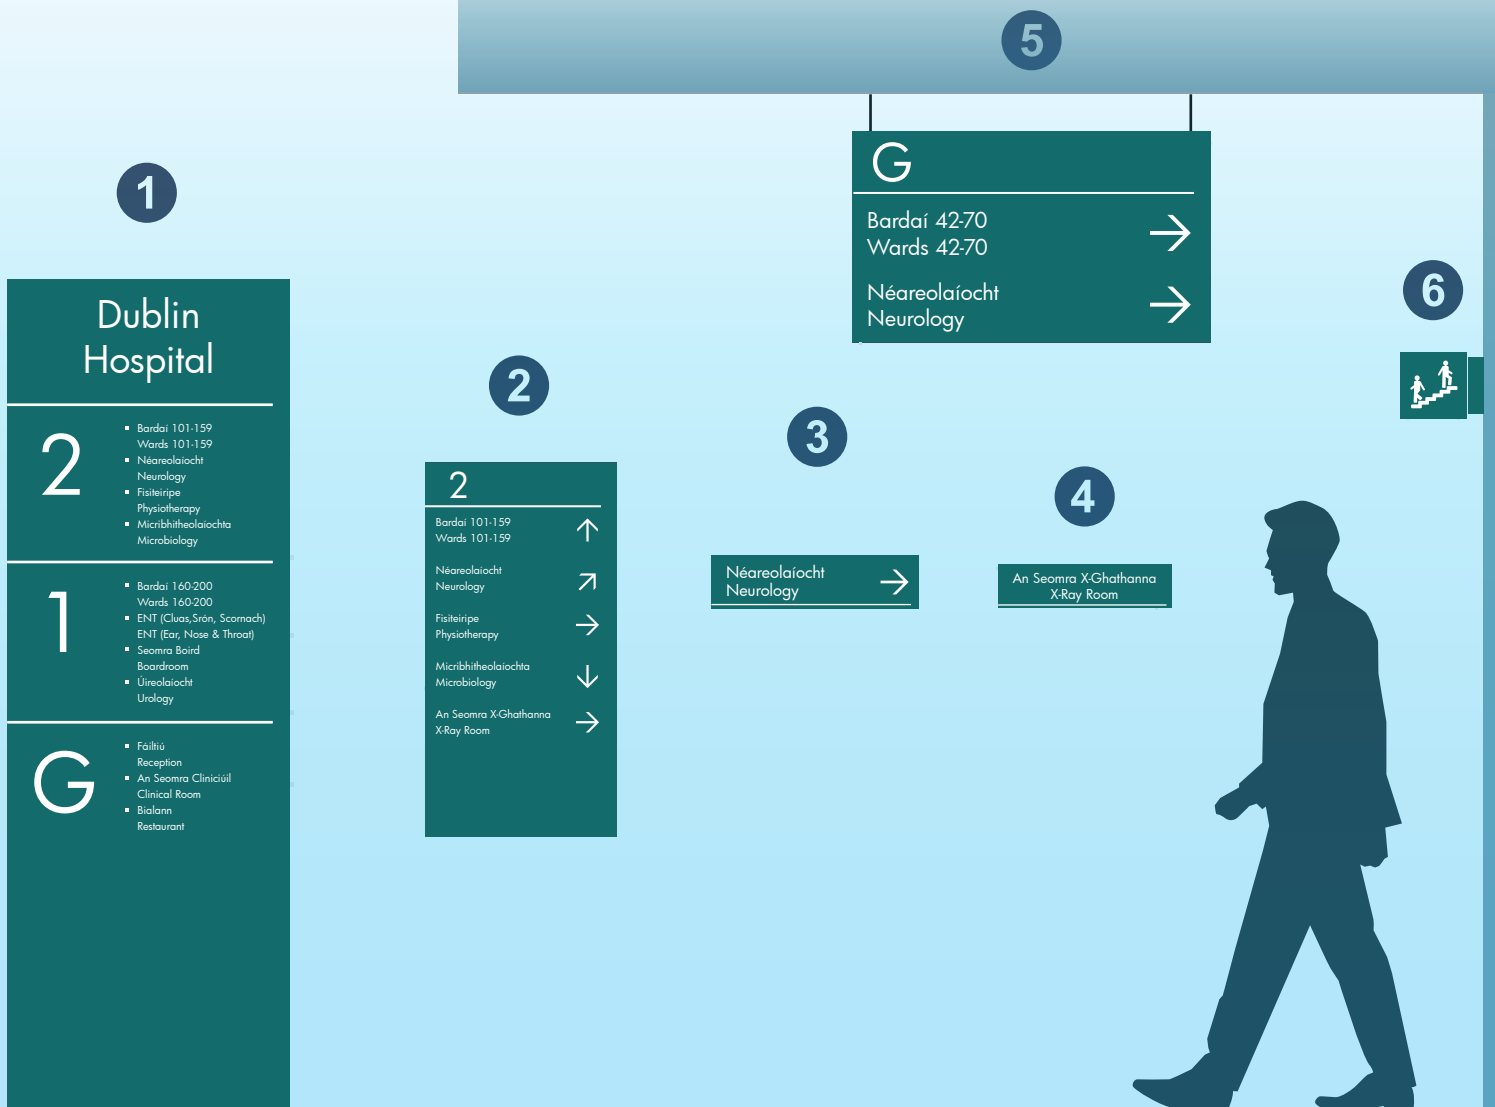 5
1
Dublin
Hospital
2
Bardaí 101-159
Wards 101-159
Néareolaíocht
Neurology
Fisiteiripe
Physiotherapy
Micribhitheolaíochta
Microbiology
1
Bardaí 160-200
Wards 160-200
ENT (Cluas,Srón, Scornach)
ENT (Ear, Nose & Throat)
Seomra Boird
Boardroom
Úireolaíocht
Urology
G
Fáiltiú
Reception
An Seomra Cliniciúil
Clinical Room
Bialann
Restaurant
2
2
Bardaí 101-159
Wards 101-159
Néareolaíocht
Neurology
Fisiteiripe
Physiotherapy
Micribhitheolaíochta
Microbiology
An Seomra X-Ghathanna
X-Ray Room
3
Néareolaíocht
Neurology
4
An Seomra X-Ghathanna
X-Ray Room
G
Bardaí 42-70
Wards 42-70
Néareolaíocht
Neurology
6